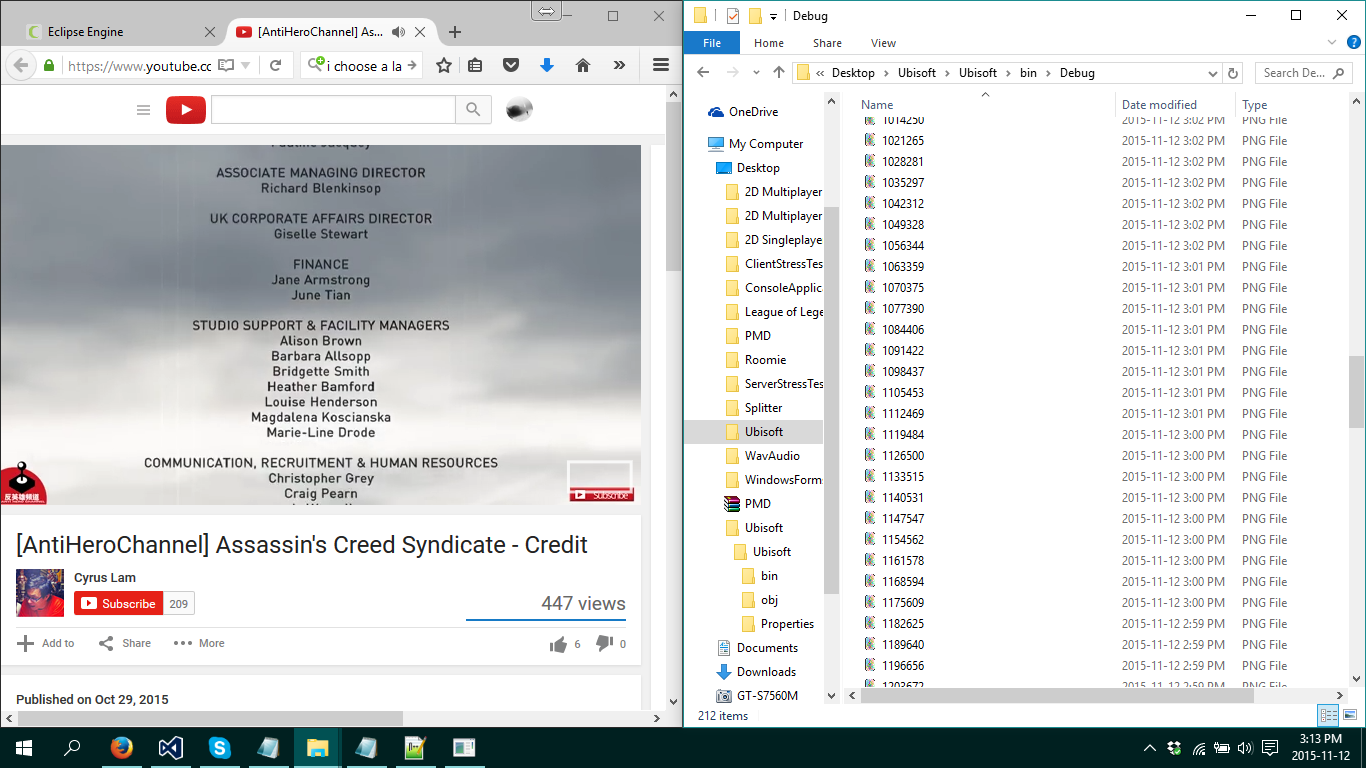 Eclipse Engine
[AntiHeroChannel] As...
https://www.youtube.cc
i choose a la
ASSOCIATE MANAGING DIRECTOR
Richard Blenkinsop
UK CORPORATE AFFAIRS DIRECTOR
Giselle Stewart
FINANCE
Jane Armstrong
June Tian
STUDIO SUPPORT & FACILITY MANAGERS
Alison Brown
Barbara Allsopp
Bridgette Smith
Heather Bamford
Louise Henderson
Magdalena Koscianska
Marie-Line Drode
COMMUNICATION, RECRUITMENT & HUMAN RESOURCES
Christopher Grey
Craig Pearn
反英雄頻道
Subscribe
[AntiHeroChannel] Assassin's Creed Syndicate - Credit
Cyrus Lam
Subscribe 209
447 views
Add to Share More 6 0
Published on Oct 29, 2015
Debug
File Home Share View
« Desktop Ubisoft Ubisoft bin Debug
Search De...
OneDrive
My Computer
Desktop
2D Multiplayer
2D Multiplayer
2D Singleplaye
ClientStressTes
ConsoleApplic
League of Lege
PMD
Roomie
ServerStressTes
Splitter
Ubisoft
WavAudio
WindowsForm
PMD
Ubisoft
Ubisoft
bin
obj
Properties
Documents
Downloads
GT-S7560M
Name Date modified Type
1014250 2015-11-12 3:02 PM PNG File
1021265 2015-11-12 3:02 PM PNG File
1028281 2015-11-12 3:02 PM PNG File
1035297 2015-11-12 3:02 PM PNG File
1042312 2015-11-12 3:02 PM PNG File
1049328 2015-11-12 3:02 PM PNG File
1056344 2015-11-12 3:02 PM PNG File
1063359 2015-11-12 3:01 PM PNG File
1070375 2015-11-12 3:01 PM PNG File
1077390 2015-11-12 3:01 PM PNG File
1084406 2015-11-12 3:01 PM PNG File
1091422 2015-11-12 3:01 PM PNG File
1098437 2015-11-12 3:01 PM PNG File
1105453 2015-11-12 3:01 PM PNG File
1112469 2015-11-12 3:01 PM PNG File
1119484 2015-11-12 3:00 PM PNG File
1126500 2015-11-12 3:00 PM PNG File
1133515 2015-11-12 3:00 PM PNG File
1140531 2015-11-12 3:00 PM PNG File
1147547 2015-11-12 3:00 PM PNG File
1154562 2015-11-12 3:00 PM PNG File
1161578 2015-11-12 3:00 PM PNG File
1168594 2015-11-12 3:00 PM PNG File
1175609 2015-11-12 3:00 PM PNG File
1182625 2015-11-12 2:59 PM PNG File
1189640 2015-11-12 2:59 PM PNG File
1196656 2015-11-12 2:59 PM PNG File
1203672 2015-11-12 2:59 PM PNG File
212 items
3:13 PM
2015-11-12